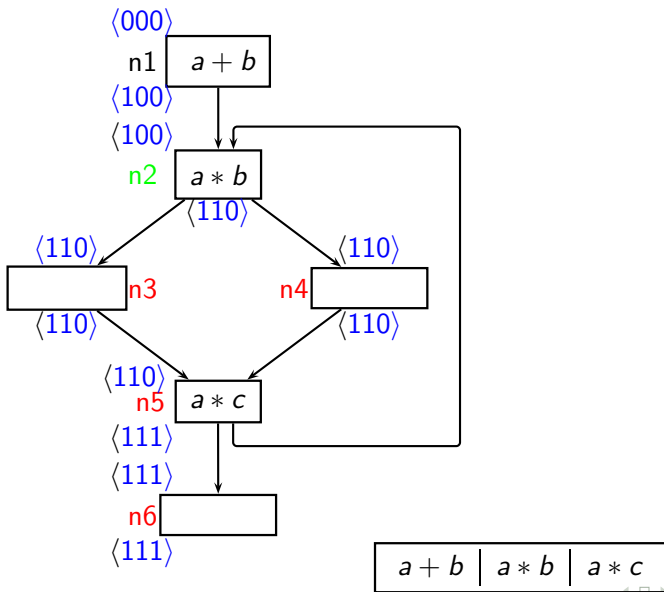 ⟨000⟩
n1 a + b
⟨100⟩
⟨100⟩
n2 a ∗ b
⟨110⟩
⟨110⟩ ⟨110⟩
n3 n4
⟨110⟩ ⟨110⟩
⟨110⟩
n5 a ∗ c
⟨111⟩
⟨111⟩
n6
⟨111⟩
a + b | a ∗ b | a ∗ c